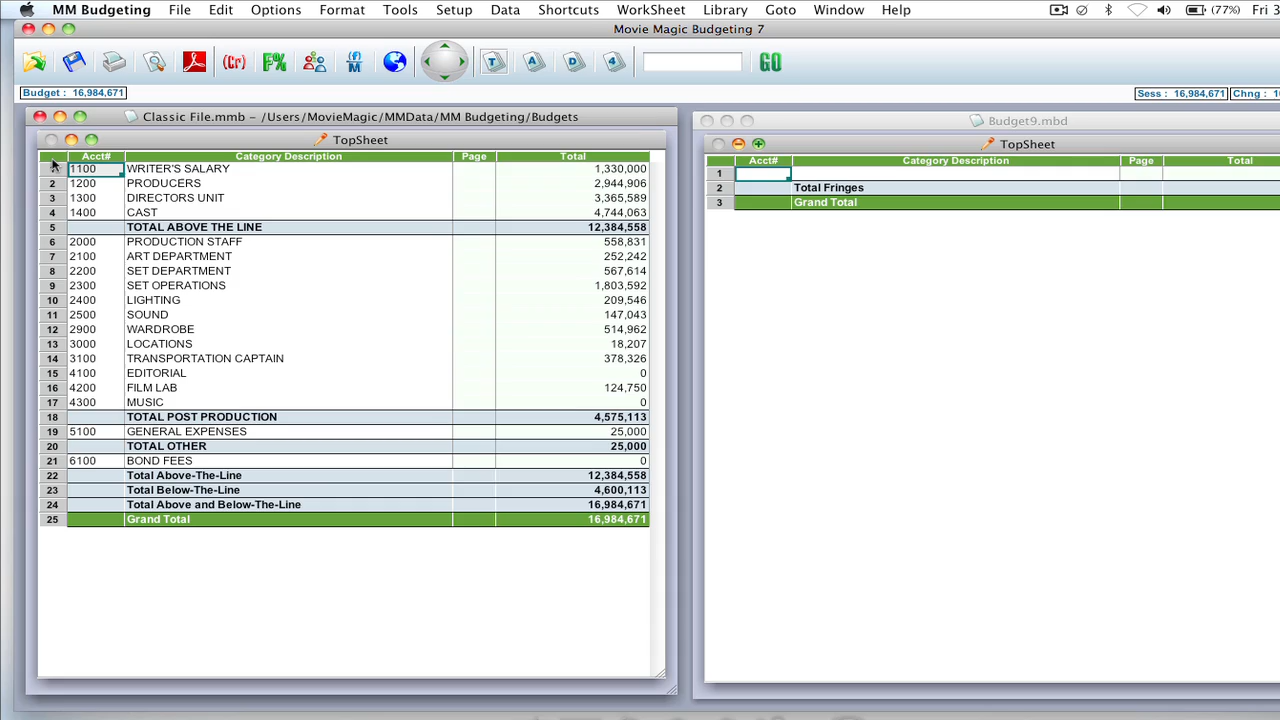 MM Budgeting File Edit Options Format Tools Setup Data Shortcuts WorkSheet Library Goto Window Help (77%) Fri 3
Movie Magic Budgeting 7
(Cr) F% T A D 4 GO
Budget : 16,984,671 Sess : 16,984,671 Chng :
Classic File.mmb – /Users/MovieMagic/MMData/MM Budgeting/Budgets
TopSheet
Acct# Category Description Page Total
1 1100 WRITER'S SALARY 1,330,000
2 1200 PRODUCERS 2,944,906
3 1300 DIRECTORS UNIT 3,365,589
4 1400 CAST 4,744,063
5 TOTAL ABOVE THE LINE 12,384,558
6 2000 PRODUCTION STAFF 558,831
7 2100 ART DEPARTMENT 252,242
8 2200 SET DEPARTMENT 567,614
9 2300 SET OPERATIONS 1,803,592
10 2400 LIGHTING 209,546
11 2500 SOUND 147,043
12 2900 WARDROBE 514,962
13 3000 LOCATIONS 18,207
14 3100 TRANSPORTATION CAPTAIN 378,326
15 4100 EDITORIAL 0
16 4200 FILM LAB 124,750
17 4300 MUSIC 0
18 TOTAL POST PRODUCTION 4,575,113
19 5100 GENERAL EXPENSES 25,000
20 TOTAL OTHER 25,000
21 6100 BOND FEES 0
22 Total Above-The-Line 12,384,558
23 Total Below-The-Line 4,600,113
24 Total Above and Below-The-Line 16,984,671
25 Grand Total 16,984,671
Budget9.mbd
TopSheet
Acct# Category Description Page Total
1
2 Total Fringes
3 Grand Total